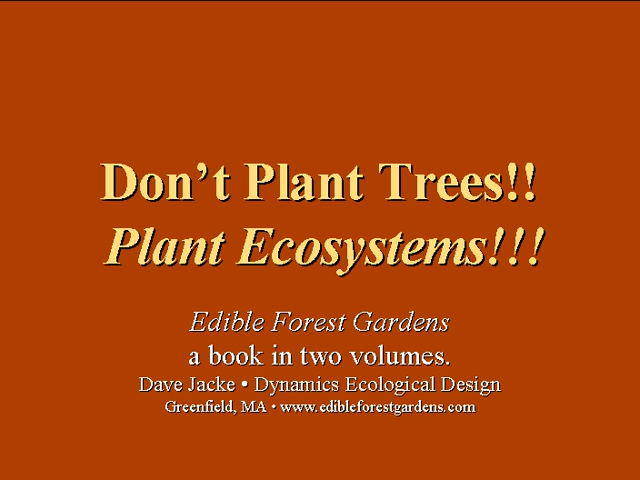 Don’t Plant Trees!!
Plant Ecosystems!!!
Edible Forest Gardens
a book in two volumes.
Dave Jacke • Dynamics Ecological Design
Greenfield, MA • www.edibleforestgardens.com